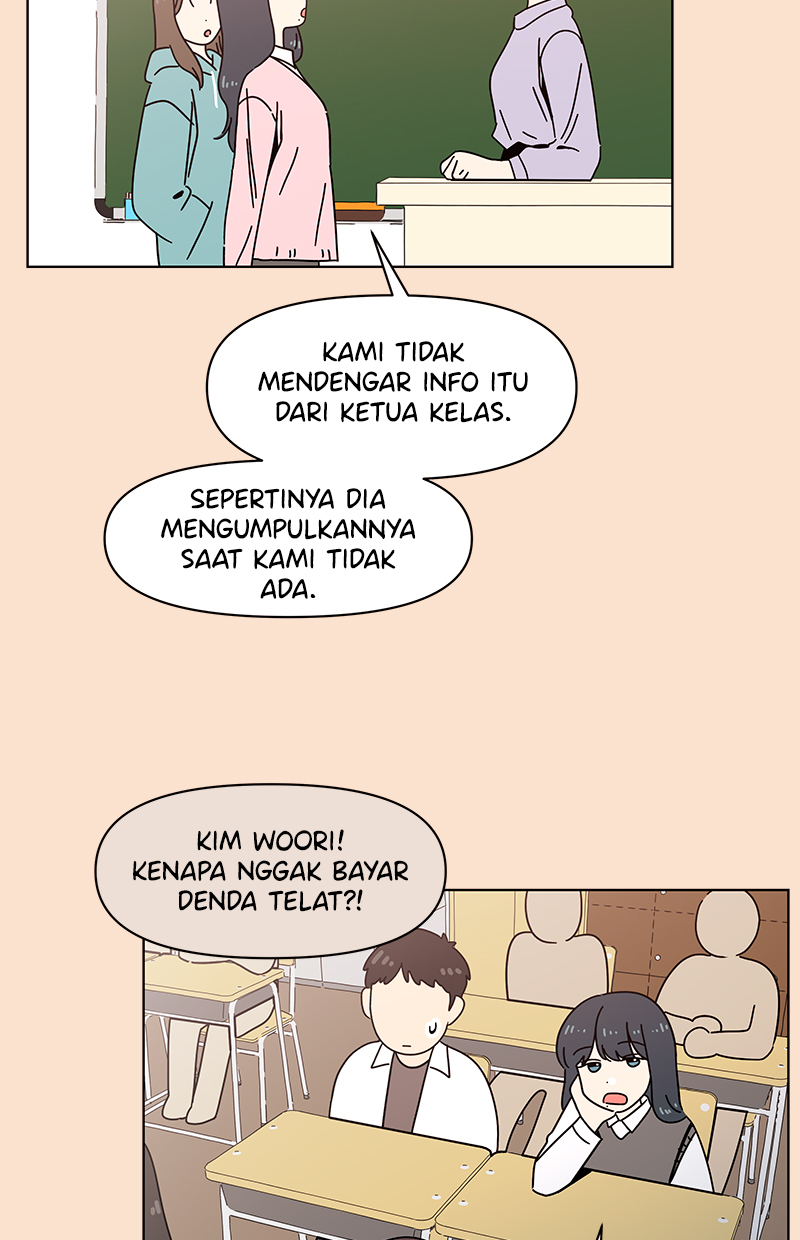 KAMI TIDAK
MENDENGAR INFO ITU
DARI KETUA KELAS.
SEPERTINYA DIA
MENGUMPULKANNYA
SAAT KAMI TIDAK
ADA.
KIM WOORI!
KENAPA NGGAK BAYAR
DENDA TELAT?!